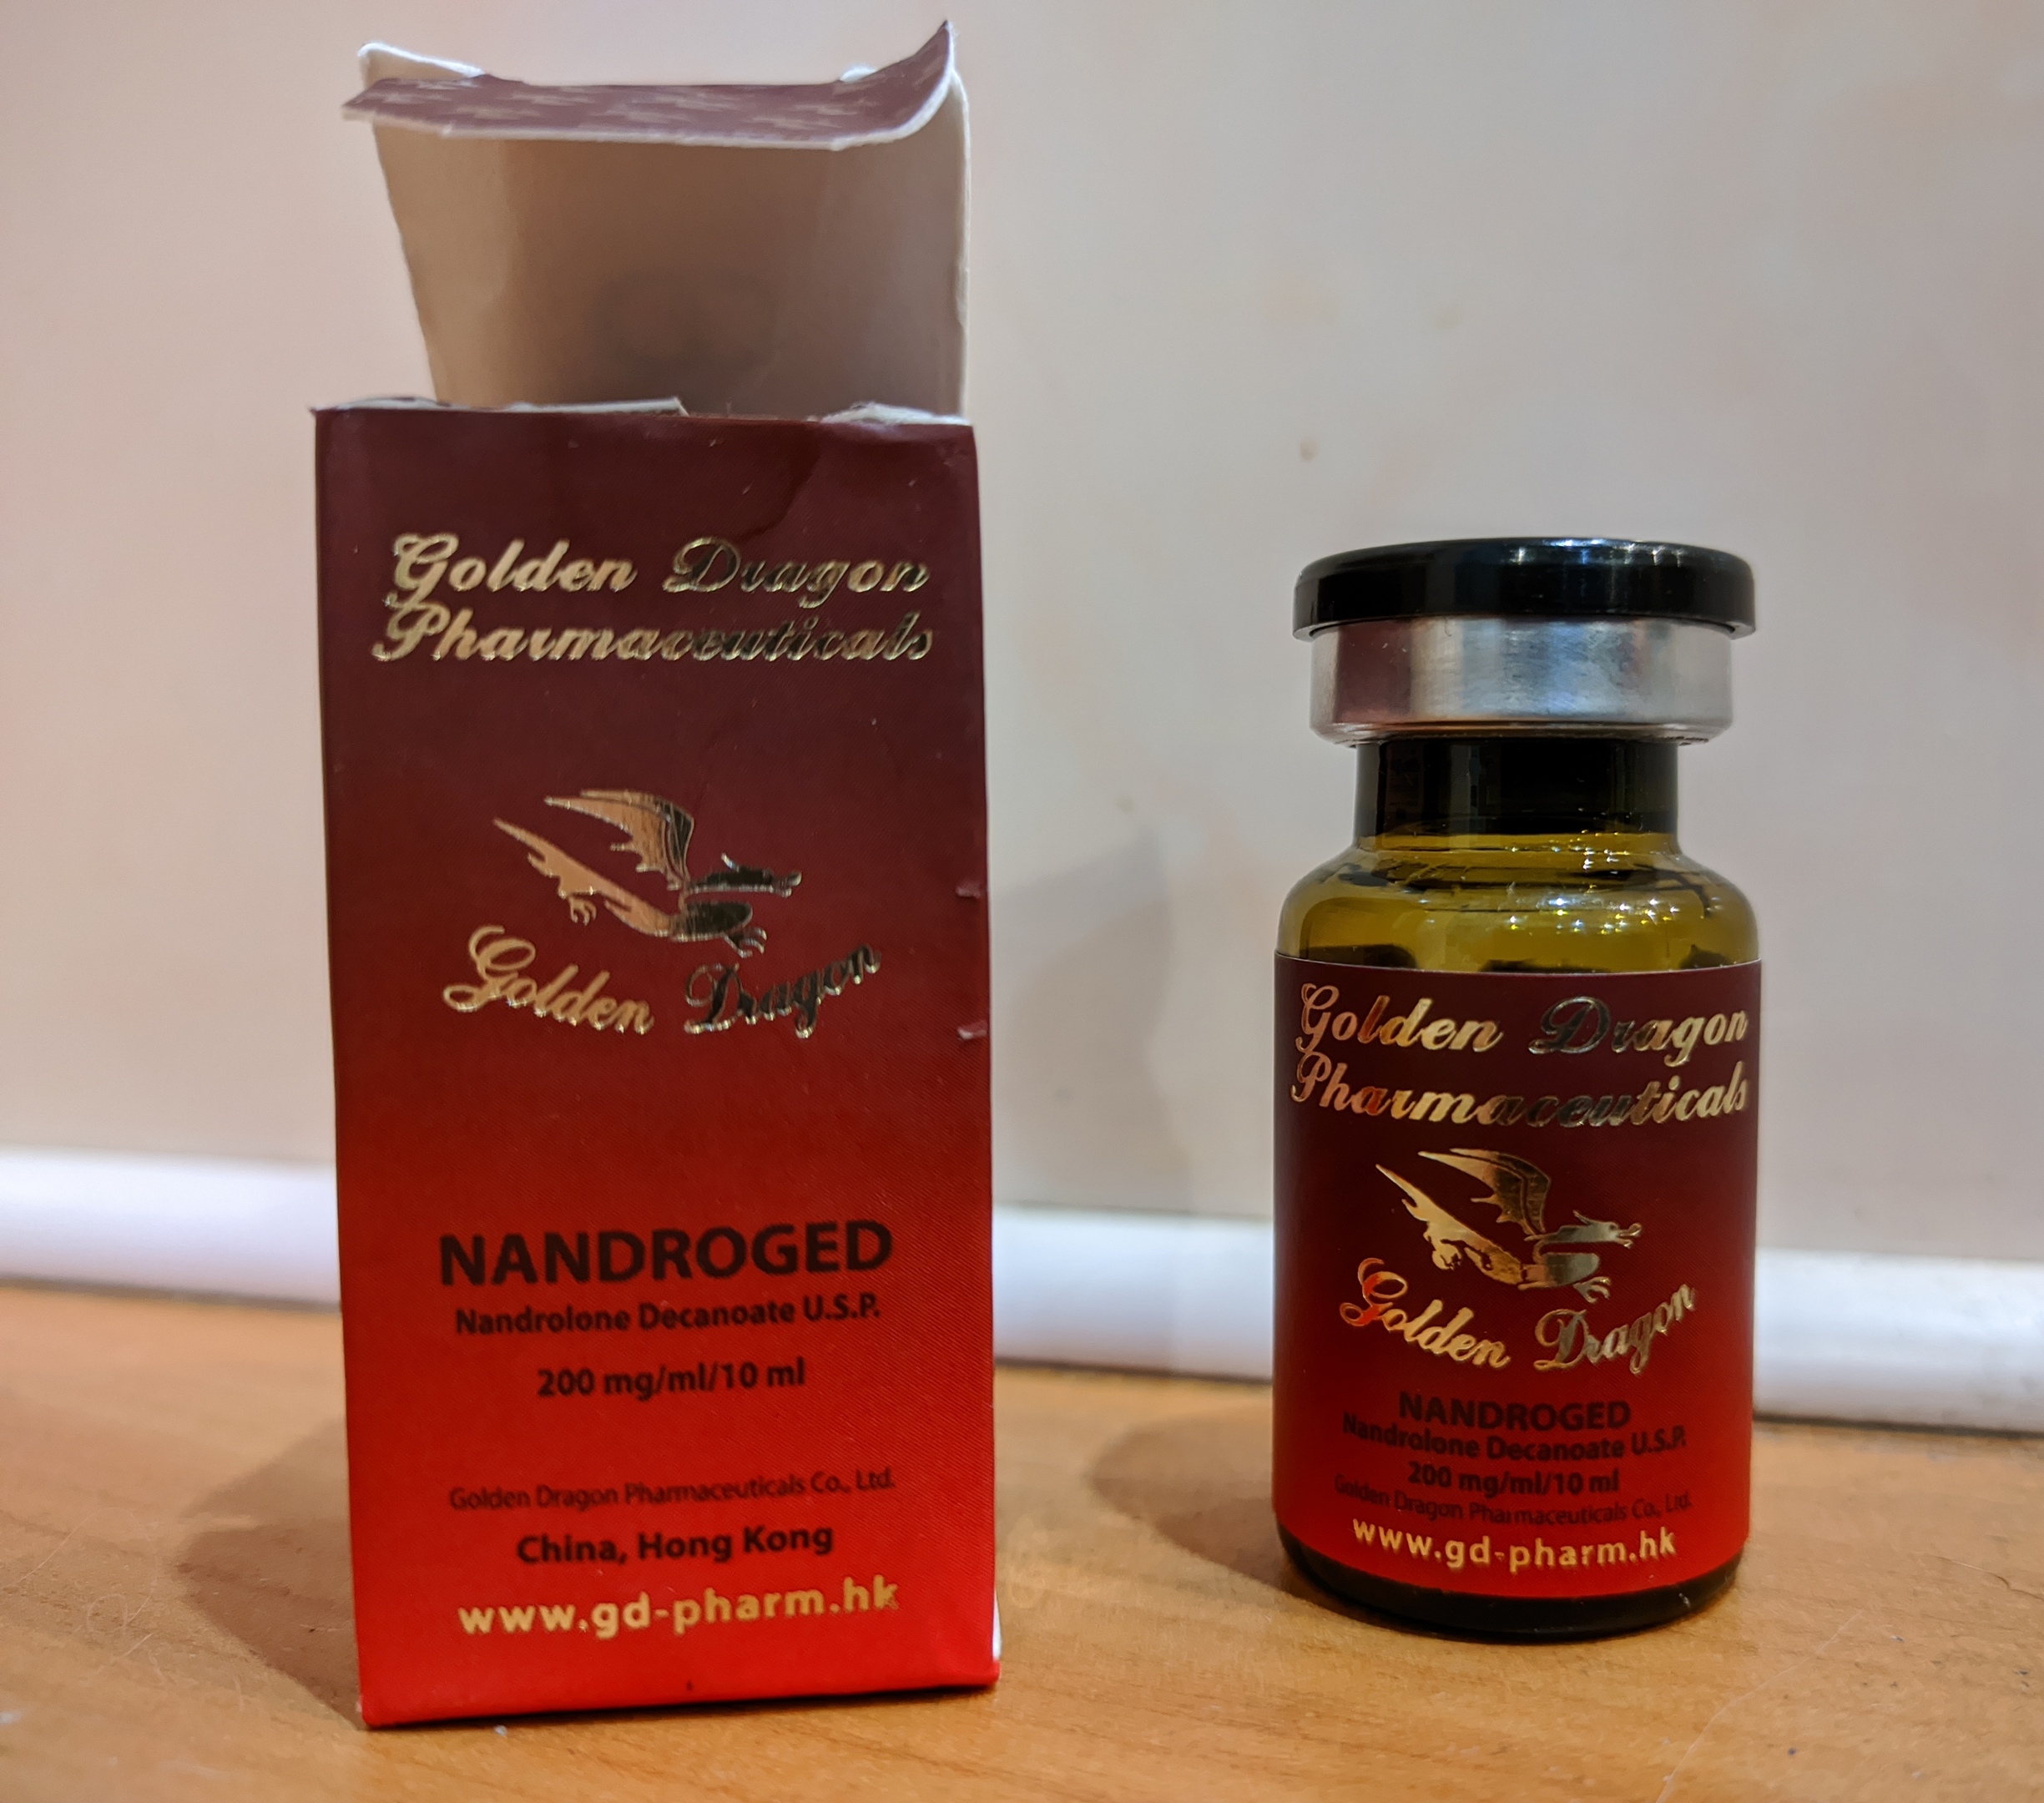 Golden Dragon
Pharmaceuticals
Golden Dragon
NANDROGED
Nandrolone Decanoate U.S.P.
200 mg/ml/10 ml
Golden Dragon Pharmaceuticals Co., Ltd.
China, Hong Kong
www.gd-pharm.hk
Golden Dragon
Pharmaceuticals
Golden Dragon
NANDROGED
Nandrolone Decanoate U.S.P.
200 mg/ml/10 ml
Golden Dragon Pharmaceuticals Co., Ltd.
www.gd-pharm.hk